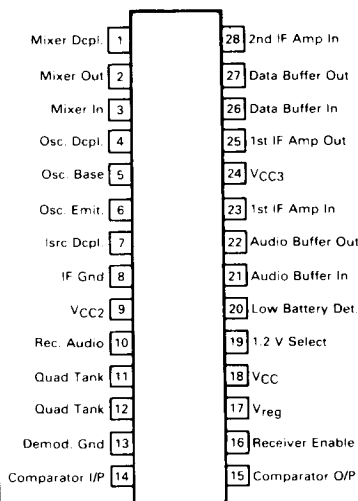 Mixer Dcpl. 1 28 2nd IF Amp In
Mixer Out 2 27 Data Buffer Out
Mixer In 3 26 Data Buffer In
Osc. Dcpl. 4 25 1st IF Amp Out
Osc. Base 5 24 VCC3
Osc. Emit. 6 23 1st IF Amp In
Isrc Dcpl. 7 22 Audio Buffer Out
IF Gnd 8 21 Audio Buffer In
VCC2 9 20 Low Battery Det.
Rec. Audio 10 19 1.2 V Select
Quad Tank 11 18 VCC
Quad Tank 12 17 Vreg
Demod. Gnd 13 16 Receiver Enable
Comparator I/P 14 15 Comparator O/P